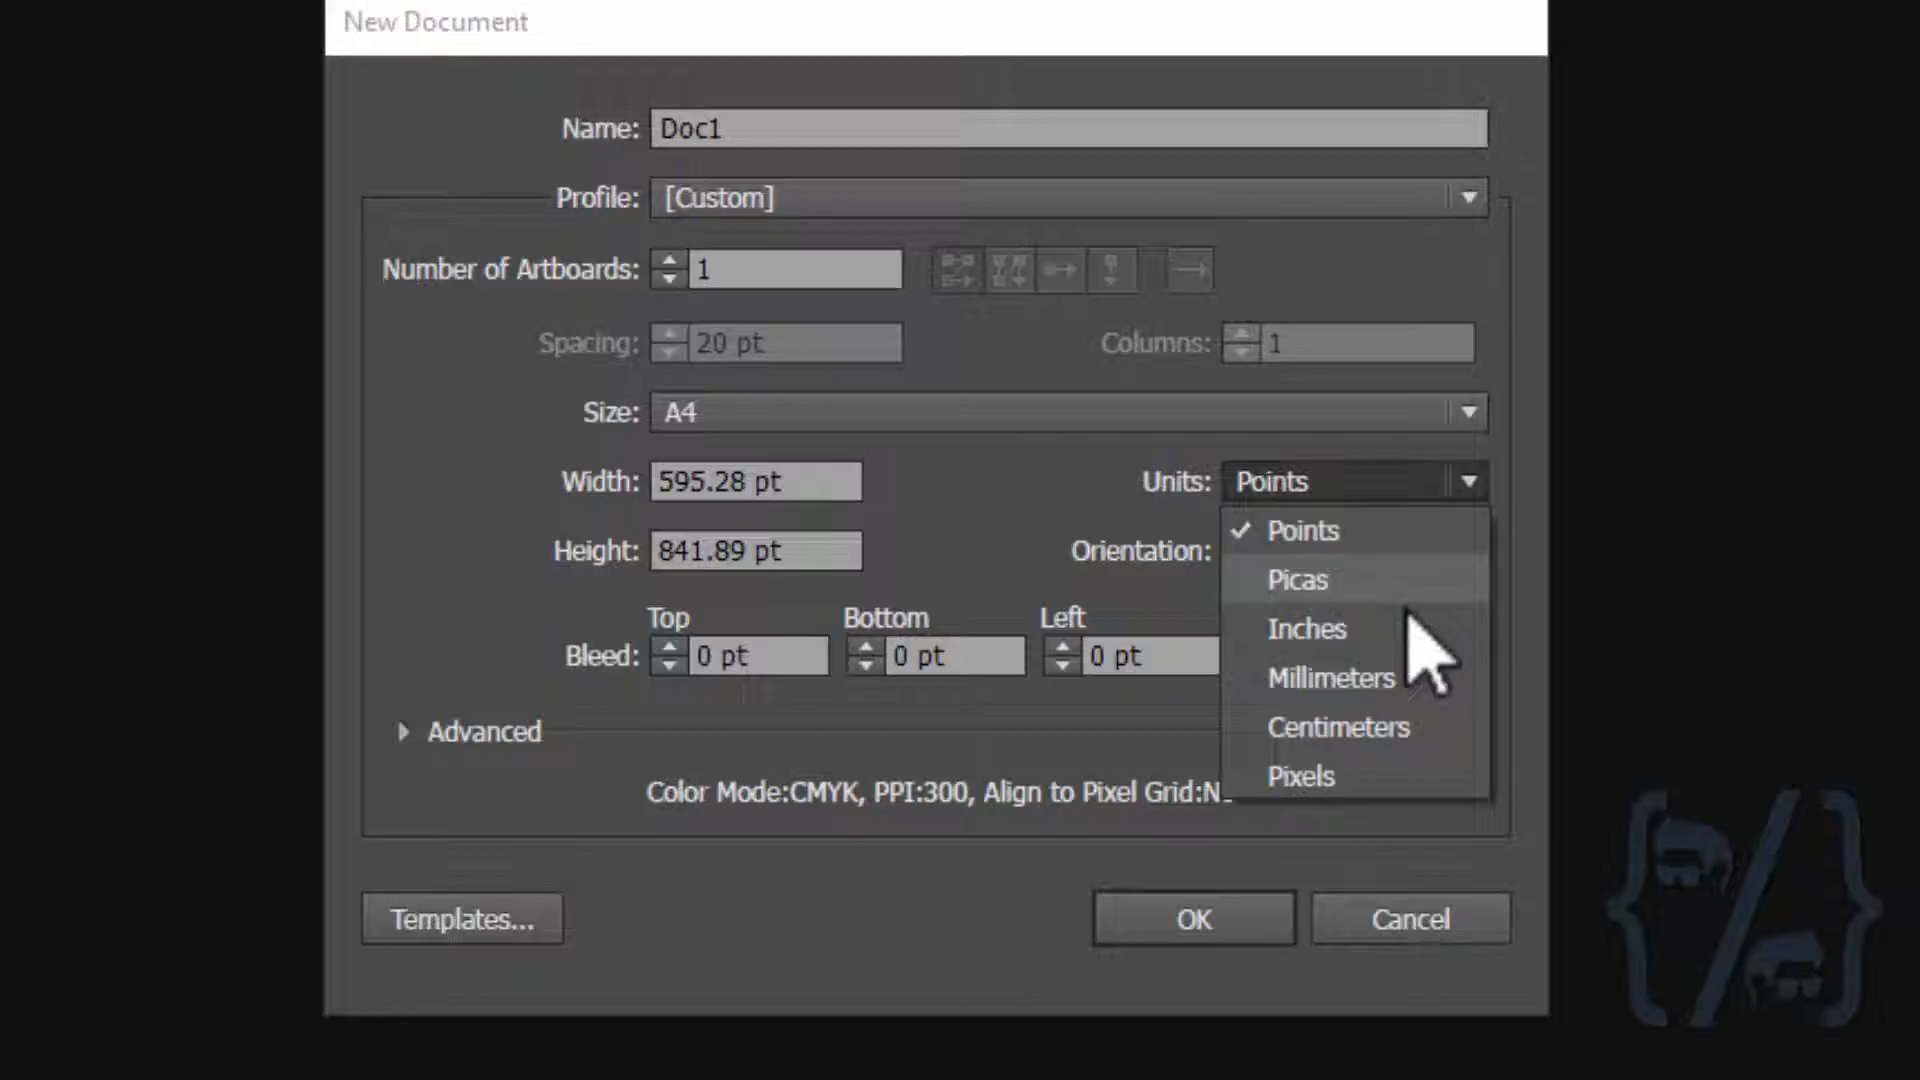 New Document
Name: Doc1
Profile: [Custom]
Number of Artboards: 1
Spacing: 20 pt Columns: 1
Size: A4
Width: 595.28 pt Units: Points
Points
Height: 841.89 pt Orientation:
Picas
Top Bottom Left
Inches
Bleed: 0 pt 0 pt 0 pt
Millimeters
Advanced
Centimeters
Pixels
Color Mode:CMYK, PPI:300, Align to Pixel Grid:
Templates... OK Cancel